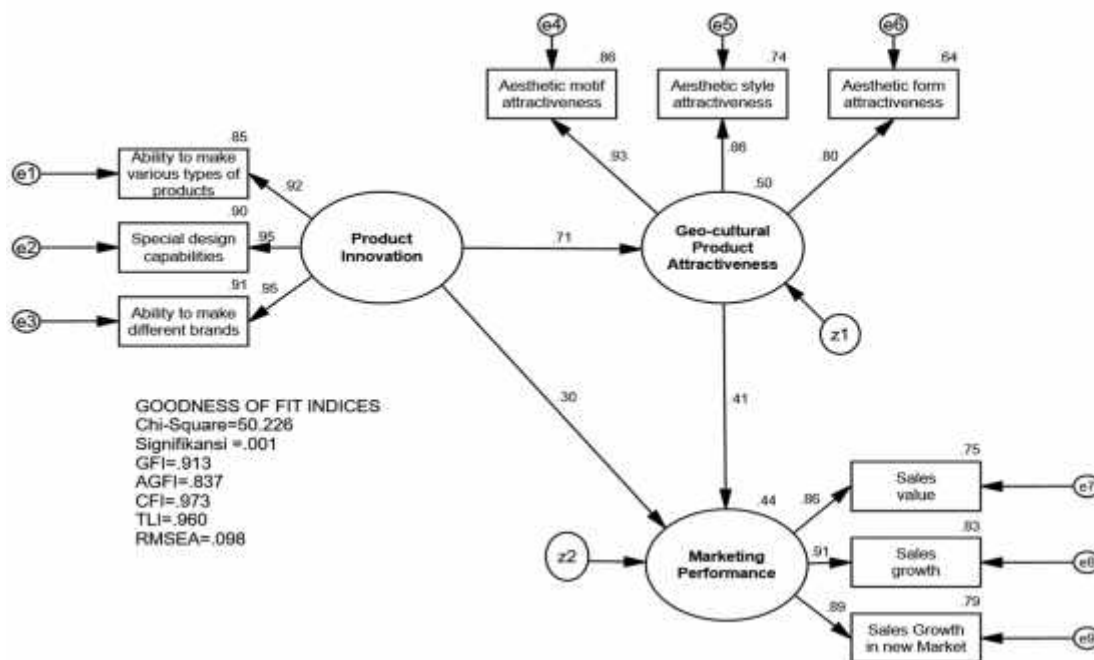 e4
e5
e6
.86
.74
.64
Aesthetic motif
attractiveness
Aesthetic style
attractiveness
Aesthetic form
attractiveness
.93
.86
.80
.50
.85
e1
Ability to make
various types of
products
.92
.90
e2
Special design
capabilities
.95
.91
e3
Ability to make
different brands
.95
Product
Innovation
.71
Geo-cultural
Product
Attractiveness
z1
.30
.41
GOODNESS OF FIT INDICES
Chi-Square=50.226
Signifikansi =.001
GFI=.913
AGFI=.837
CFI=.973
TLI=.960
RMSEA=.098
.44
z2
Marketing
Performance
.86
.75
Sales
value
e7
.91
.83
Sales
growth
e8
.89
.79
Sales Growth
in new Market
e9